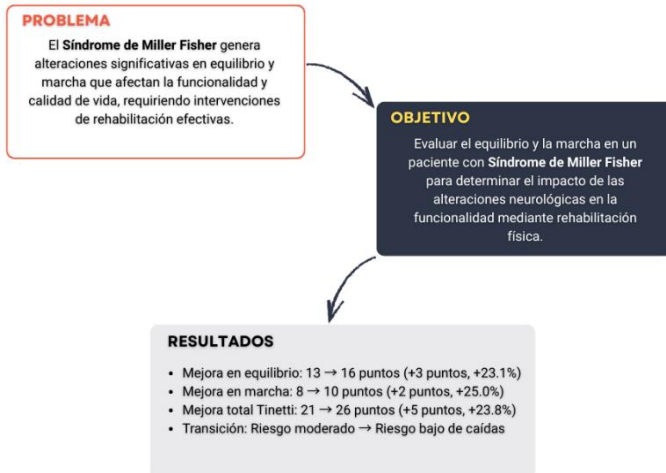 PROBLEMA
El Síndrome de Miller Fisher genera
alteraciones significativas en equilibrio y
marcha que afectan la funcionalidad y
calidad de vida, requiriendo intervenciones
de rehabilitación efectivas.
OBJETIVO
Evaluar el equilibrio y la marcha en un
paciente con Síndrome de Miller Fisher
para determinar el impacto de las
alteraciones neurológicas en la
funcionalidad mediante rehabilitación
física.
RESULTADOS
• Mejora en equilibrio: 13 → 16 puntos (+3 puntos, +23.1%)
• Mejora en marcha: 8 → 10 puntos (+2 puntos, +25.0%)
• Mejora total Tinetti: 21 → 26 puntos (+5 puntos, +23.8%)
• Transición: Riesgo moderado → Riesgo bajo de caídas